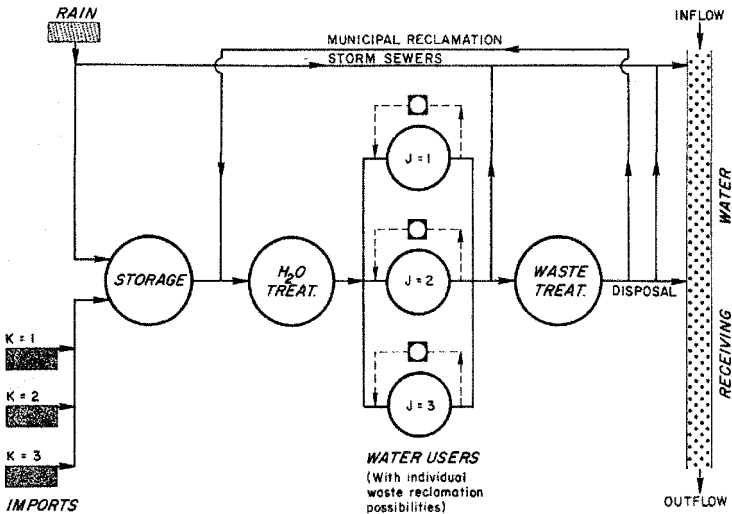 RAIN
INFLOW
MUNICIPAL RECLAMATION
STORM SEWERS
J = 1
WATER
STORAGE
H2O
TREAT.
J = 2
WASTE
TREAT.
DISPOSAL
K = 1
K = 2
K = 3
J = 3
RECEIVING
WATER USERS
(With individual
waste reclamation
possibilities)
IMPORTS
OUTFLOW